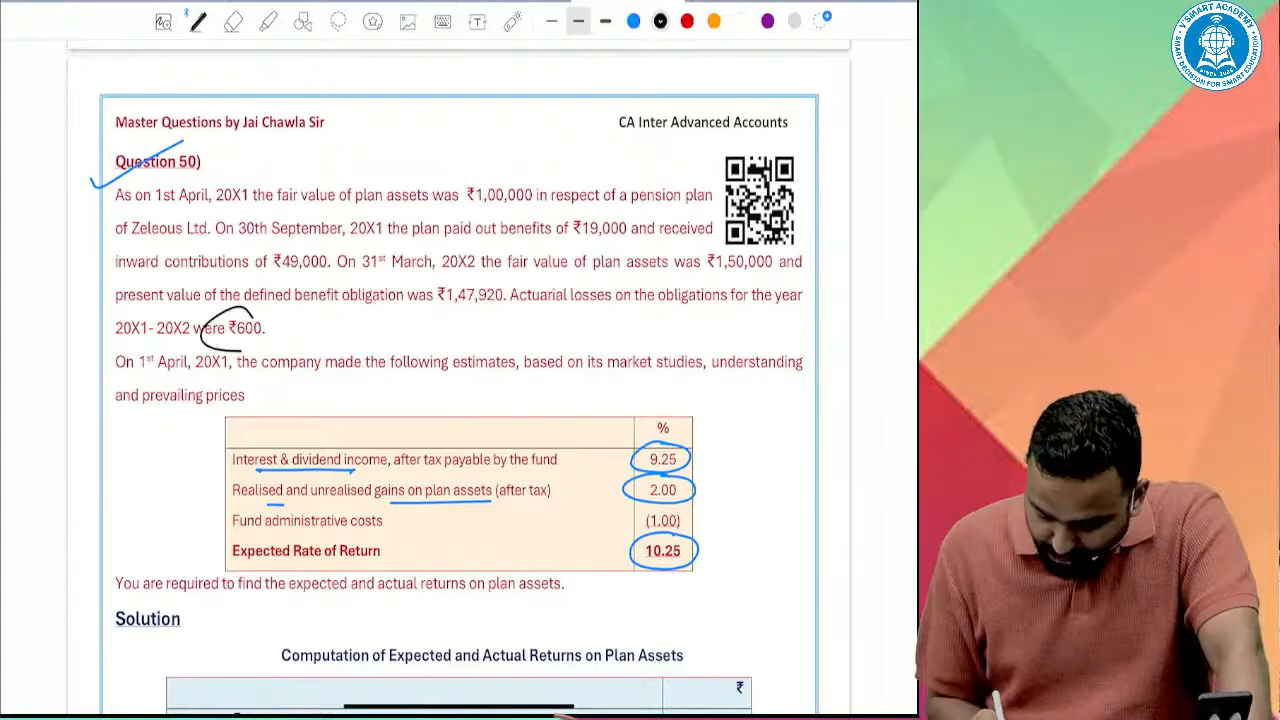 V SMART ACADEMY
SMART DECISION FOR SMART EDUCATION
Master Questions by Jai Chawla Sir
CA Inter Advanced Accounts
Question 50)
As on 1st April, 20X1 the fair value of plan assets was ₹1,00,000 in respect of a pension plan
of Zeleous Ltd. On 30th September, 20X1 the plan paid out benefits of ₹19,000 and received
inward contributions of ₹49,000. On 31st March, 20X2 the fair value of plan assets was ₹1,50,000 and
present value of the defined benefit obligation was ₹1,47,920. Actuarial losses on the obligations for the year
20X1- 20X2 were ₹600.
On 1st April, 20X1, the company made the following estimates, based on its market studies, understanding
and prevailing prices
%
Interest & dividend income, after tax payable by the fund 9.25
Realised and unrealised gains on plan assets (after tax) 2.00
Fund administrative costs (1.00)
Expected Rate of Return 10.25
You are required to find the expected and actual returns on plan assets.
Solution
Computation of Expected and Actual Returns on Plan Assets
₹